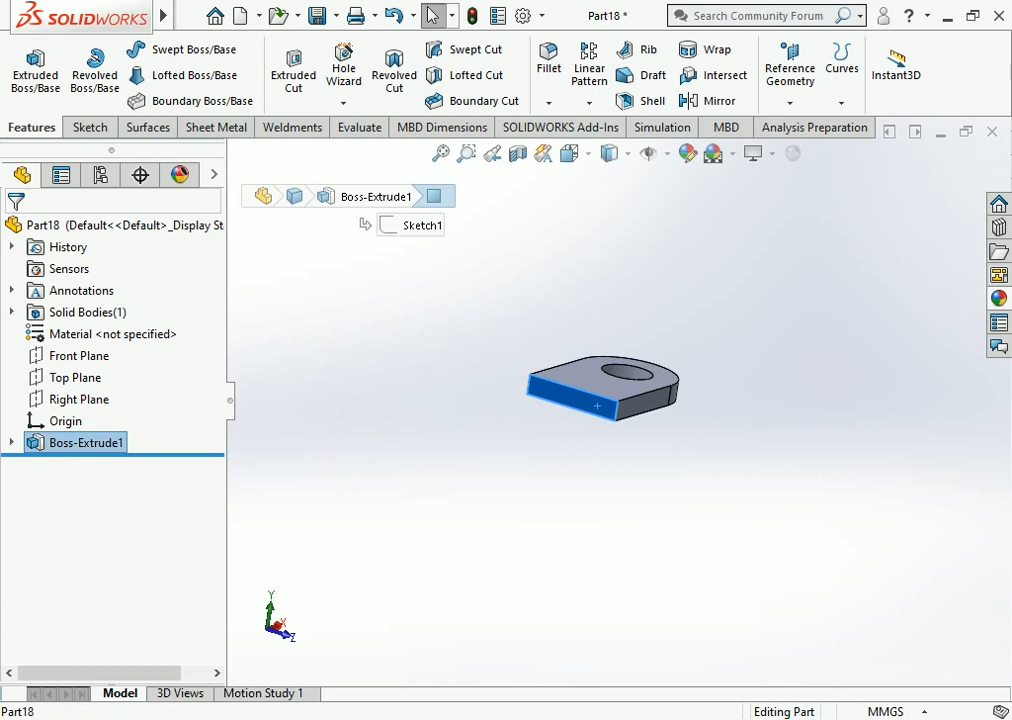 SOLIDWORKS
Part18 *
Search Community Forum
Extruded Boss/Base
Revolved Boss/Base
Swept Boss/Base
Lofted Boss/Base
Boundary Boss/Base
Extruded Cut
Hole Wizard
Revolved Cut
Swept Cut
Lofted Cut
Boundary Cut
Fillet
Linear Pattern
Rib
Draft
Shell
Wrap
Intersect
Mirror
Reference Geometry
Curves
Instant3D
Features
Sketch
Surfaces
Sheet Metal
Weldments
Evaluate
MBD Dimensions
SOLIDWORKS Add-Ins
Simulation
MBD
Analysis Preparation
Boss-Extrude1
Sketch1
Part18 (Default<<Default>_Display St
History
Sensors
Annotations
Solid Bodies(1)
Material <not specified>
Front Plane
Top Plane
Right Plane
Origin
Boss-Extrude1
Y
X
Z
Model
3D Views
Motion Study 1
Part18
Editing Part
MMGS